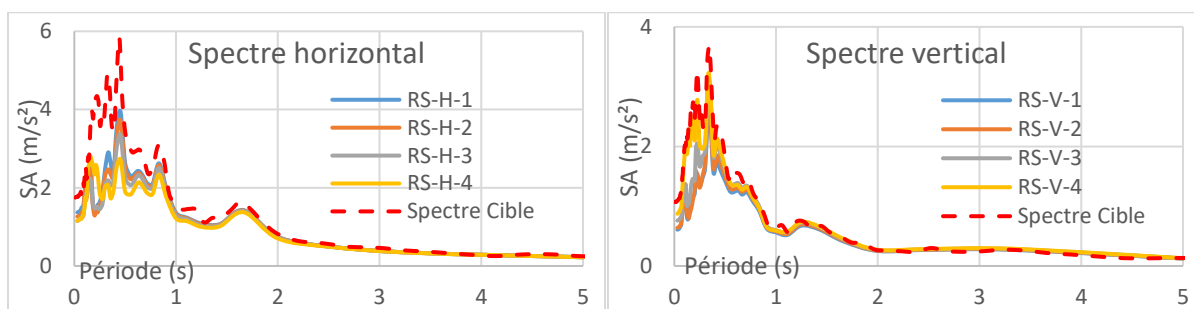 6
4
2
0
SA (m/s²)
Spectre horizontal
RS-H-1
RS-H-2
RS-H-3
RS-H-4
Spectre Cible
Période (s)
0 1 2 3 4 5
4
2
0
SA (m/s²)
Spectre vertical
RS-V-1
RS-V-2
RS-V-3
RS-V-4
Spectre Cible
Période (s)
0 1 2 3 4 5